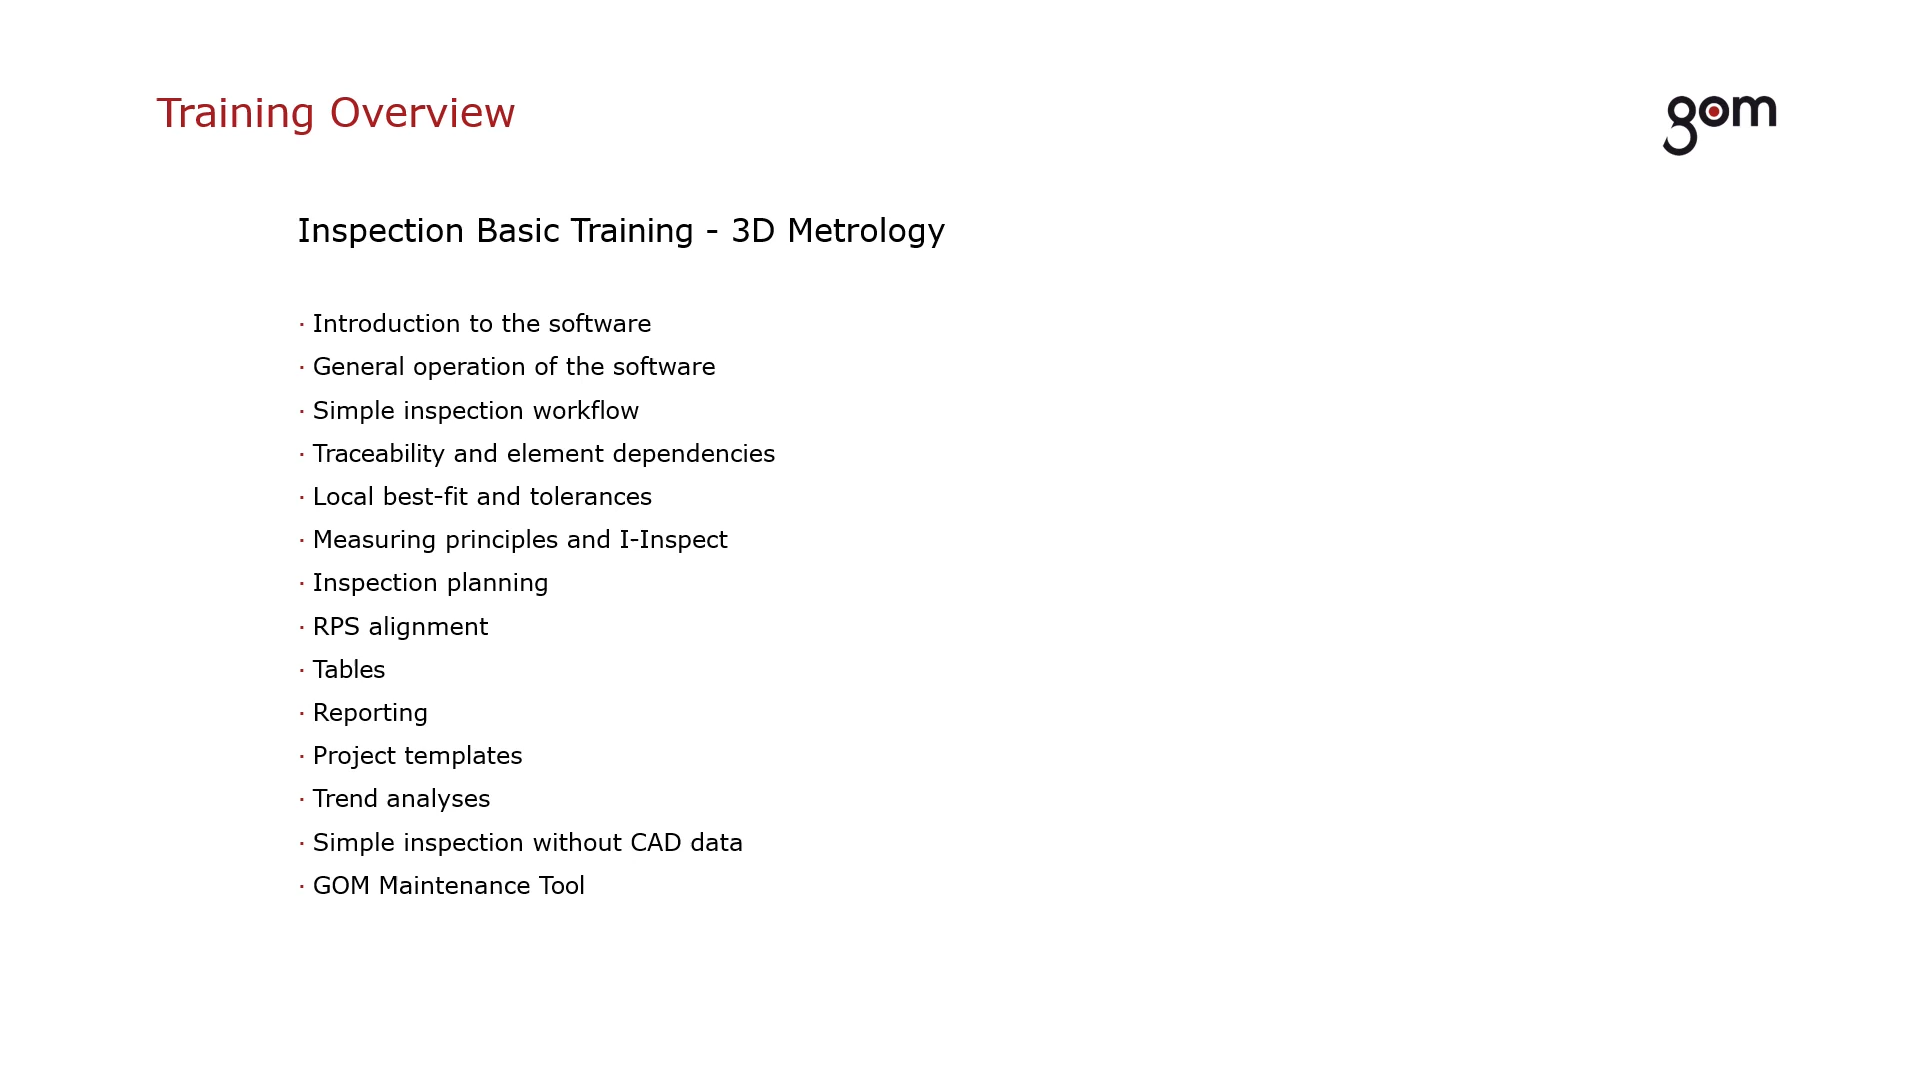 Training Overview
gom
Inspection Basic Training - 3D Metrology
· Introduction to the software
· General operation of the software
· Simple inspection workflow
· Traceability and element dependencies
· Local best-fit and tolerances
· Measuring principles and I-Inspect
· Inspection planning
· RPS alignment
· Tables
· Reporting
· Project templates
· Trend analyses
· Simple inspection without CAD data
· GOM Maintenance Tool